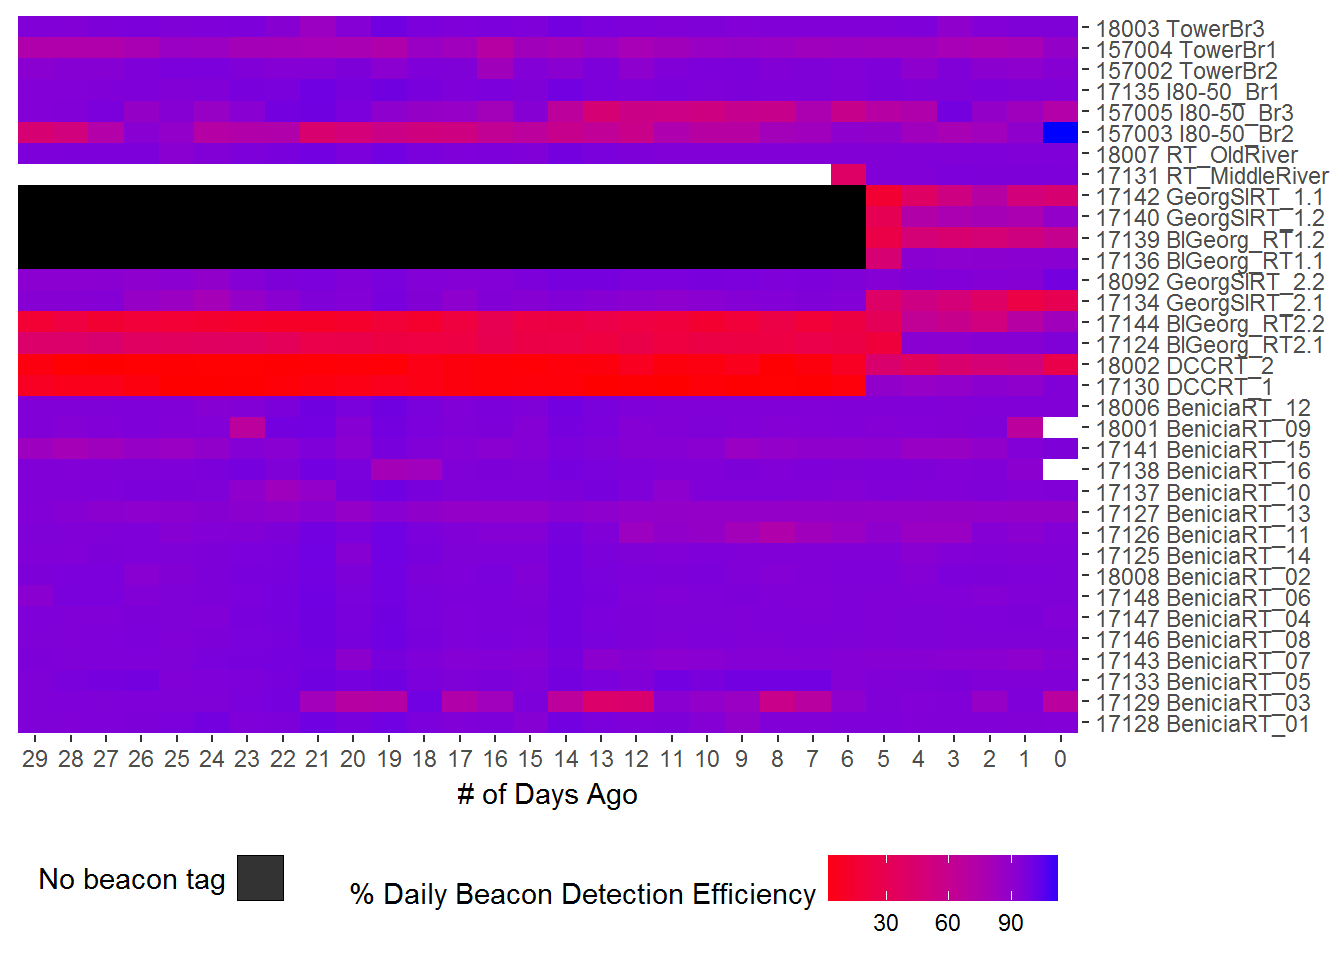 18003 TowerBr3
157004 TowerBr1
157002 TowerBr2
17135 I80-50_Br1
157005 I80-50_Br3
157003 I80-50_Br2
18007 RT_OldRiver
17131 RT_MiddleRiver
17142 GeorgSlRT_1.1
17140 GeorgSlRT_1.2
17139 BlGeorg_RT1.2
17136 BlGeorg_RT1.1
18092 GeorgSlRT_2.2
17134 GeorgSlRT_2.1
17144 BlGeorg_RT2.2
17124 BlGeorg_RT2.1
18002 DCCRT_2
17130 DCCRT_1
18006 BeniciaRT_12
18001 BeniciaRT_09
17141 BeniciaRT_15
17138 BeniciaRT_16
17137 BeniciaRT_10
17127 BeniciaRT_13
17126 BeniciaRT_11
17125 BeniciaRT_14
18008 BeniciaRT_02
17148 BeniciaRT_06
17147 BeniciaRT_04
17146 BeniciaRT_08
17143 BeniciaRT_07
17133 BeniciaRT_05
17129 BeniciaRT_03
17128 BeniciaRT_01
29 28 27 26 25 24 23 22 21 20 19 18 17 16 15 14 13 12 11 10 9 8 7 6 5 4 3 2 1 0
# of Days Ago
No beacon tag
% Daily Beacon Detection Efficiency
30 60 90